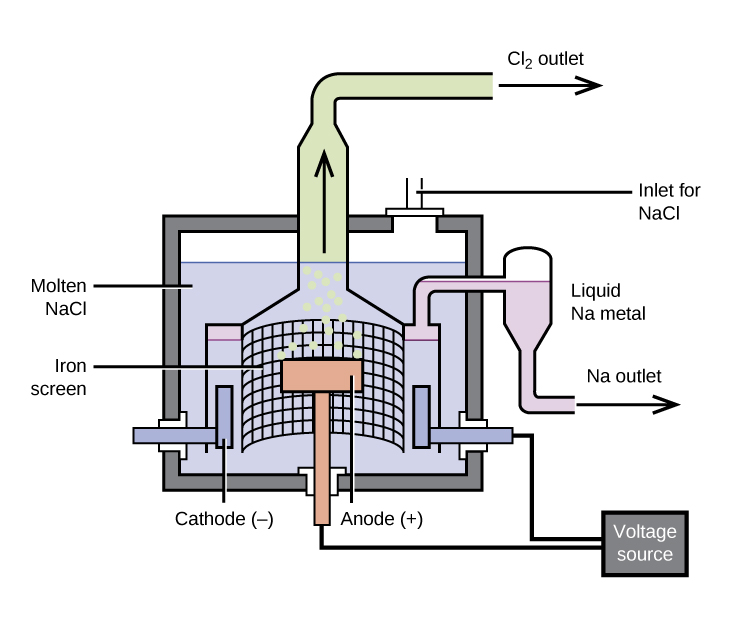 Cl₂ outlet
Inlet for
NaCl
Molten
NaCl
Liquid
Na metal
Iron
screen
Na outlet
Cathode (–)
Anode (+)
Voltage
source